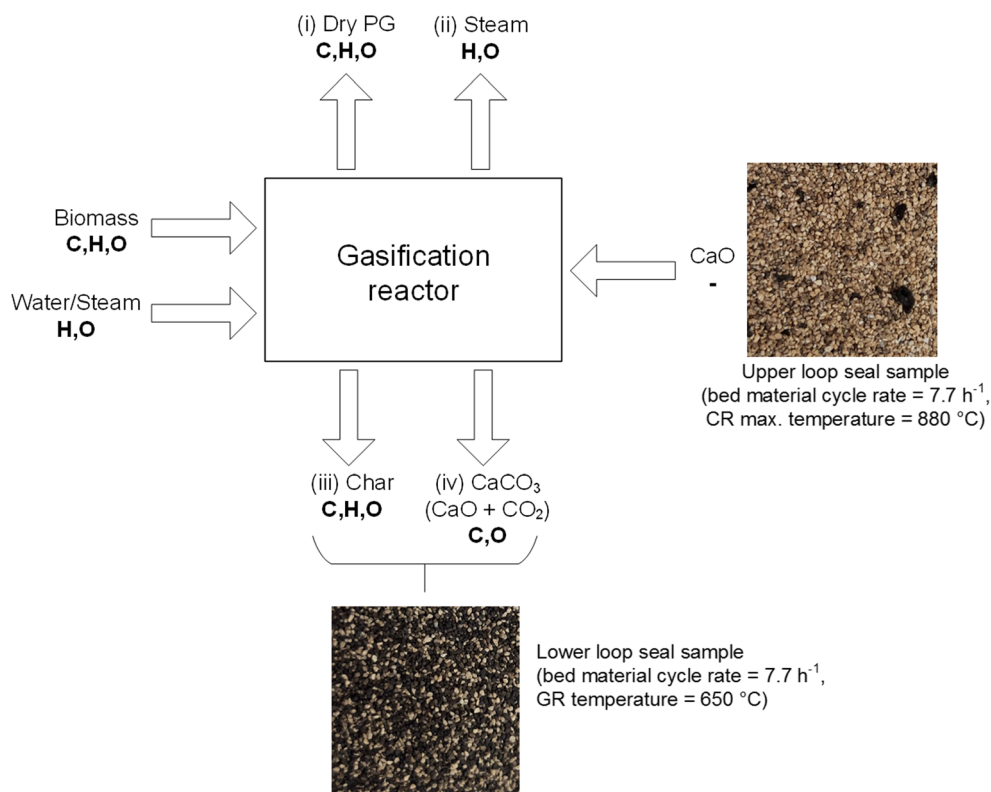 (i) Dry PG
C,H,O
(ii) Steam
H,O
Biomass
C,H,O
Water/Steam
H,O
Gasification
reactor
CaO
-
Upper loop seal sample
(bed material cycle rate = 7.7 h⁻¹,
CR max. temperature = 880 °C)
(iii) Char
C,H,O
(iv) CaCO₃
(CaO + CO₂)
C,O
Lower loop seal sample
(bed material cycle rate = 7.7 h⁻¹,
GR temperature = 650 °C)